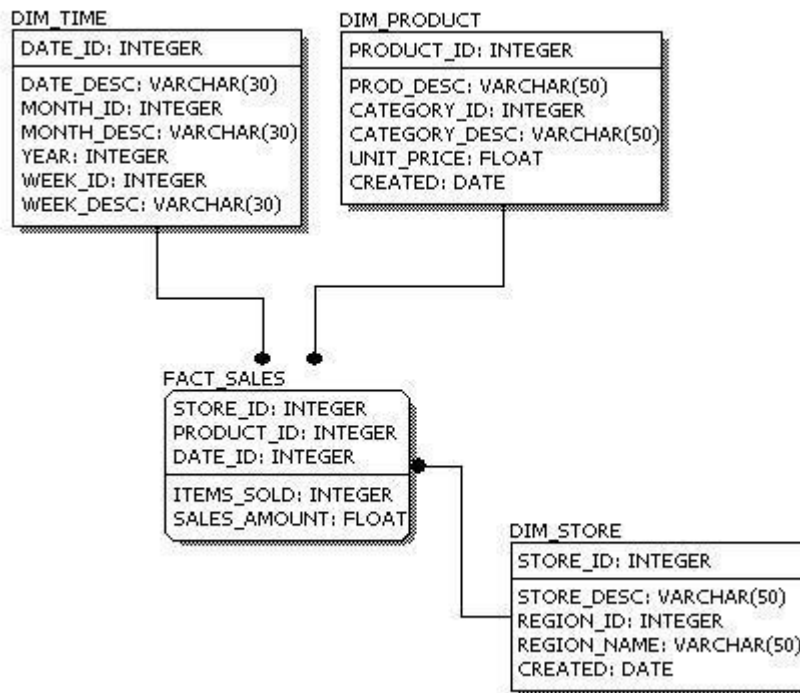 DIM_TIME
DATE_ID: INTEGER
DATE_DESC: VARCHAR(30)
MONTH_ID: INTEGER
MONTH_DESC: VARCHAR(30)
YEAR: INTEGER
WEEK_ID: INTEGER
WEEK_DESC: VARCHAR(30)
DIM_PRODUCT
PRODUCT_ID: INTEGER
PROD_DESC: VARCHAR(50)
CATEGORY_ID: INTEGER
CATEGORY_DESC: VARCHAR(50)
UNIT_PRICE: FLOAT
CREATED: DATE
FACT_SALES
STORE_ID: INTEGER
PRODUCT_ID: INTEGER
DATE_ID: INTEGER
ITEMS_SOLD: INTEGER
SALES_AMOUNT: FLOAT
DIM_STORE
STORE_ID: INTEGER
STORE_DESC: VARCHAR(50)
REGION_ID: INTEGER
REGION_NAME: VARCHAR(50)
CREATED: DATE